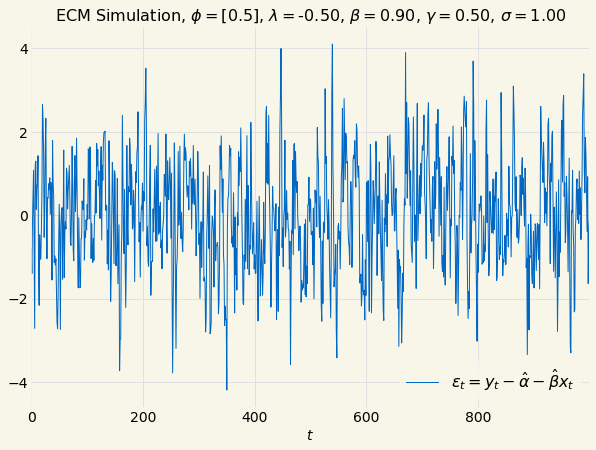 ECM Simulation, ϕ = [0.5], λ = -0.50, β = 0.90, γ = 0.50, σ = 1.00
4
2
0
−2
−4
εₜ = yₜ − α̂ − β̂xₜ
0 200 400 600 800
t